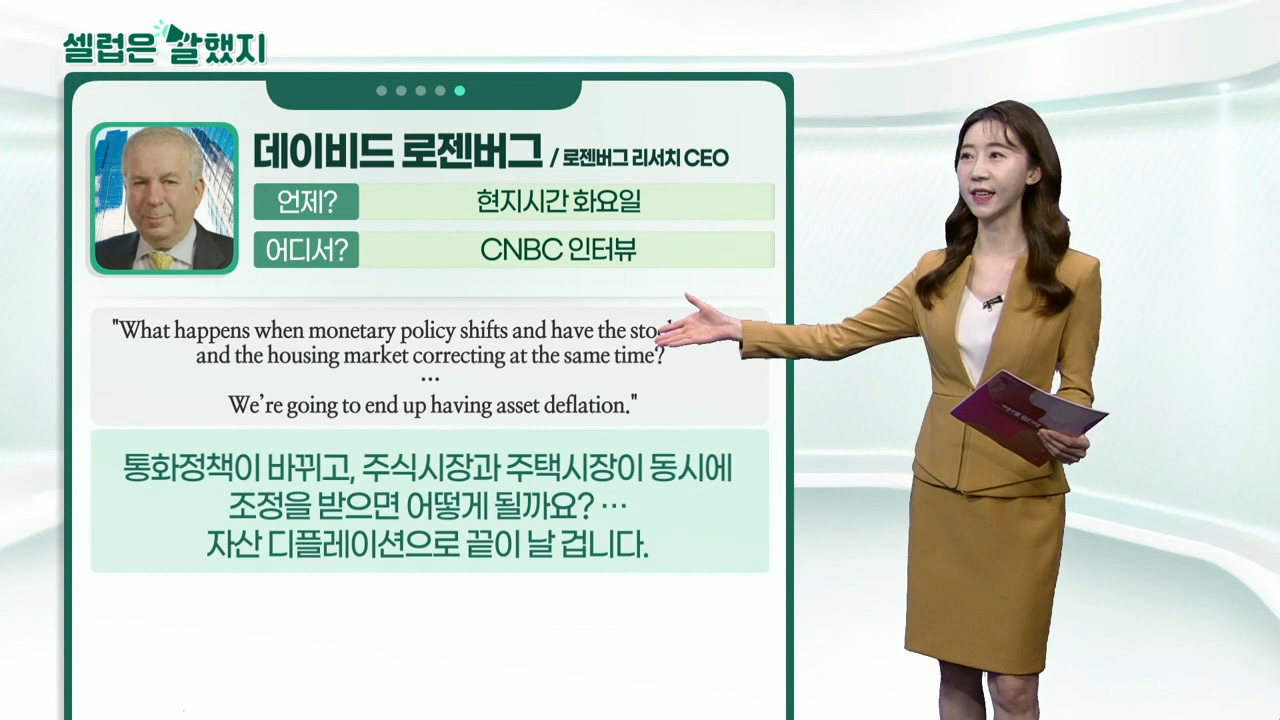 셀럽은 말했지
데이비드 로젠버그 / 로젠버그 리서치 CEO
언제? 현지시간 화요일
어디서? CNBC 인터뷰
"What happens when monetary policy shifts and have the
and the housing market correcting at the same time?
…
We’re going to end up having asset deflation."
통화정책이 바뀌고, 주식시장과 주택시장이 동시에
조정을 받으면 어떻게 될까요? …
자산 디플레이션으로 끝이 날 겁니다.